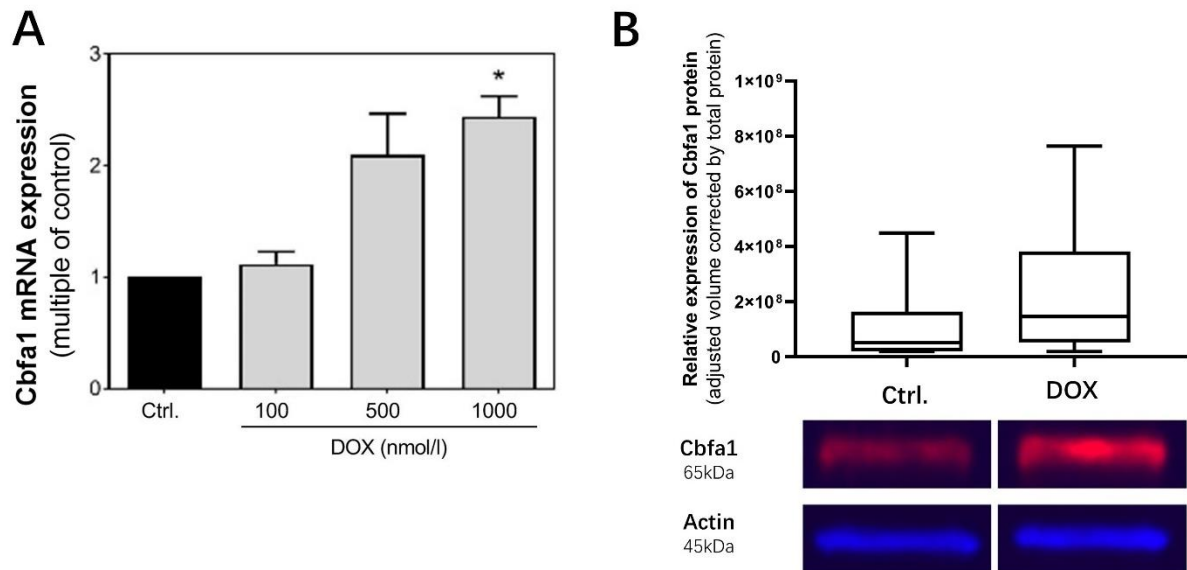 A
Cbfa1 mRNA expression
(multiple of control)
3
2
1
0
*
Ctrl.
100
500
1000
DOX (nmol/l)
B
Relative expression of Cbfa1 protein
(adjusted volume corrected by total protein)
1×10⁹
8×10⁸
6×10⁸
4×10⁸
2×10⁸
0
Ctrl.
DOX
Cbfa1
65kDa
Actin
45kDa